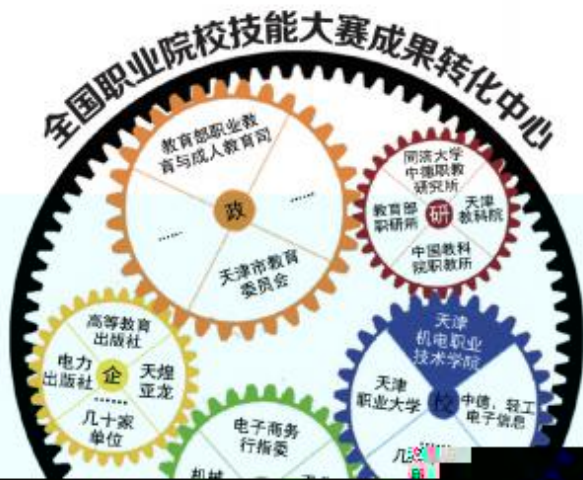 全国职业院校技能大赛成果转化中心
教育部职业教
育与成人教育司
政
……
……
天津市教育
委员会
同济大学
中德职教
研究所
教育部
职研所
研
天津
教科院
中国教科
院职教所
高等教育
出版社
电力
出版社
企
天煌
亚龙
……
几十家
单位
天津
机电职业
技术学院
天津
职业大学
校
中德，轻工
电子信息
……
几
电子商务
行指委
机械